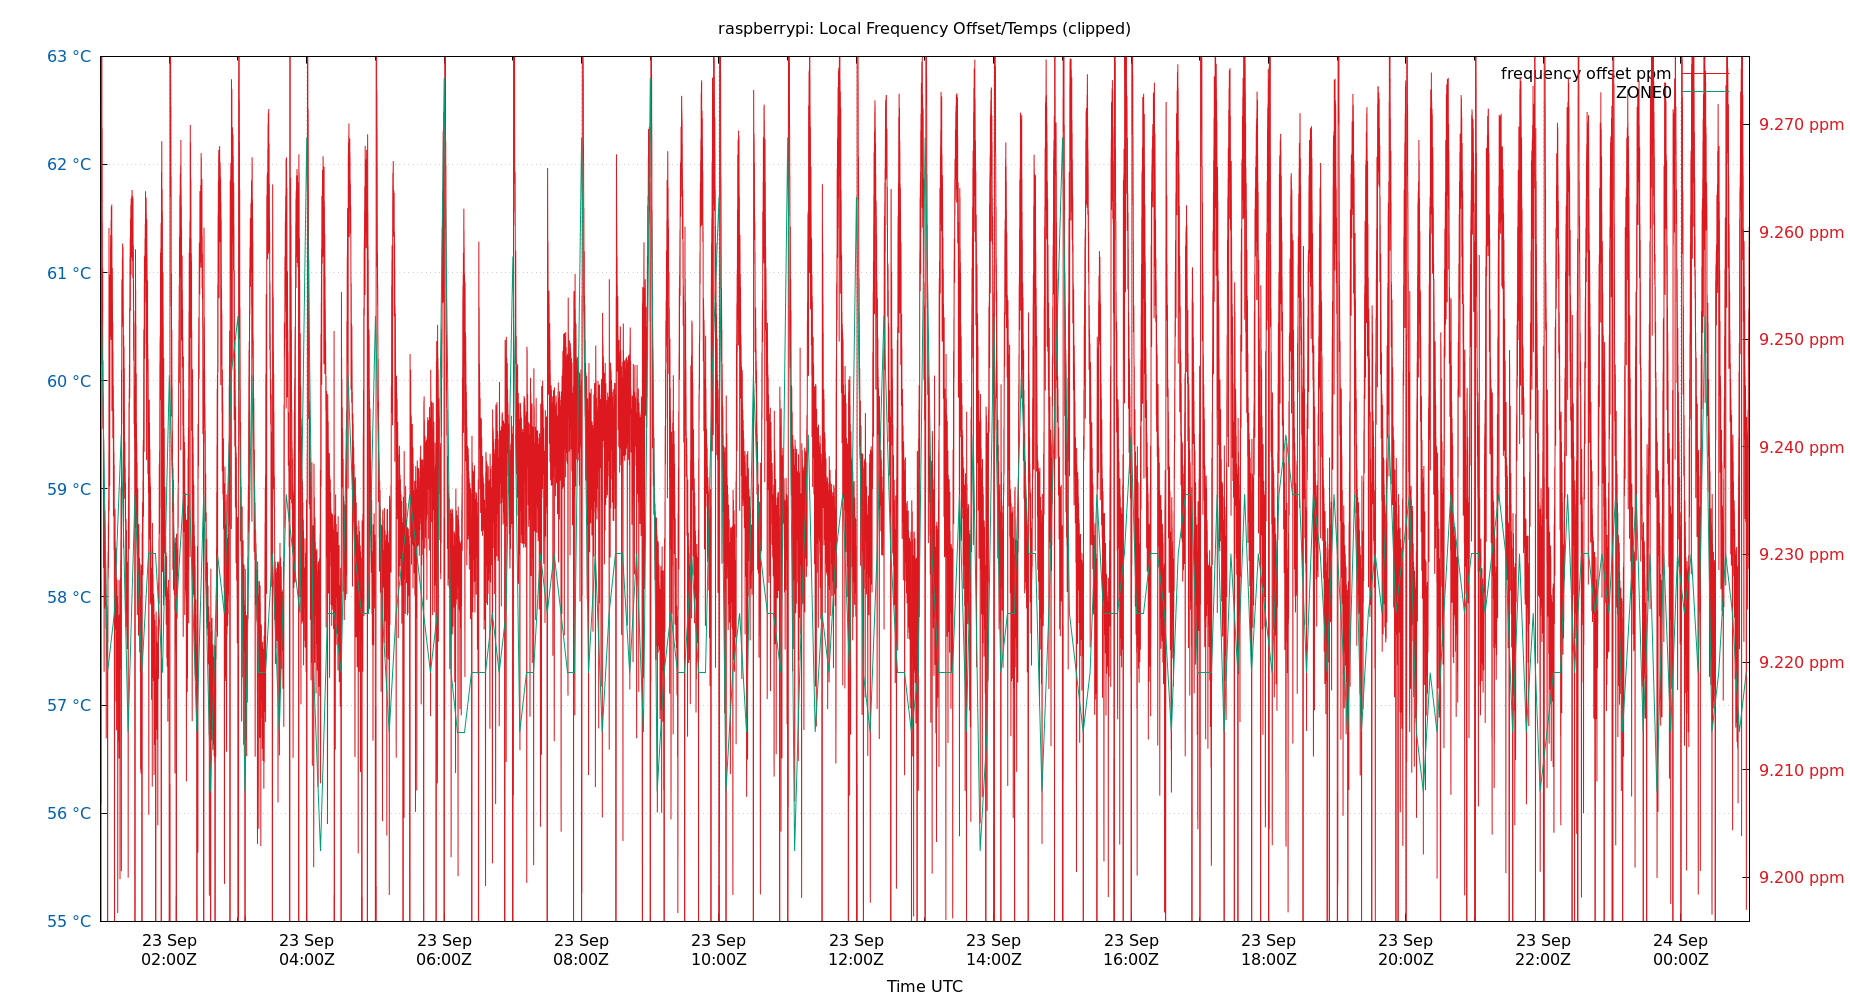 raspberrypi: Local Frequency Offset/Temps (clipped)
63 °C
62 °C
61 °C
60 °C
59 °C
58 °C
57 °C
56 °C
55 °C
frequency offset ppm
ZONE0
9.270 ppm
9.260 ppm
9.250 ppm
9.240 ppm
9.230 ppm
9.220 ppm
9.210 ppm
9.200 ppm
23 Sep 23 Sep 23 Sep 23 Sep 23 Sep 23 Sep 23 Sep 23 Sep 23 Sep 23 Sep 23 Sep 24 Sep
02:00Z 04:00Z 06:00Z 08:00Z 10:00Z 12:00Z 14:00Z 16:00Z 18:00Z 20:00Z 22:00Z 00:00Z
Time UTC